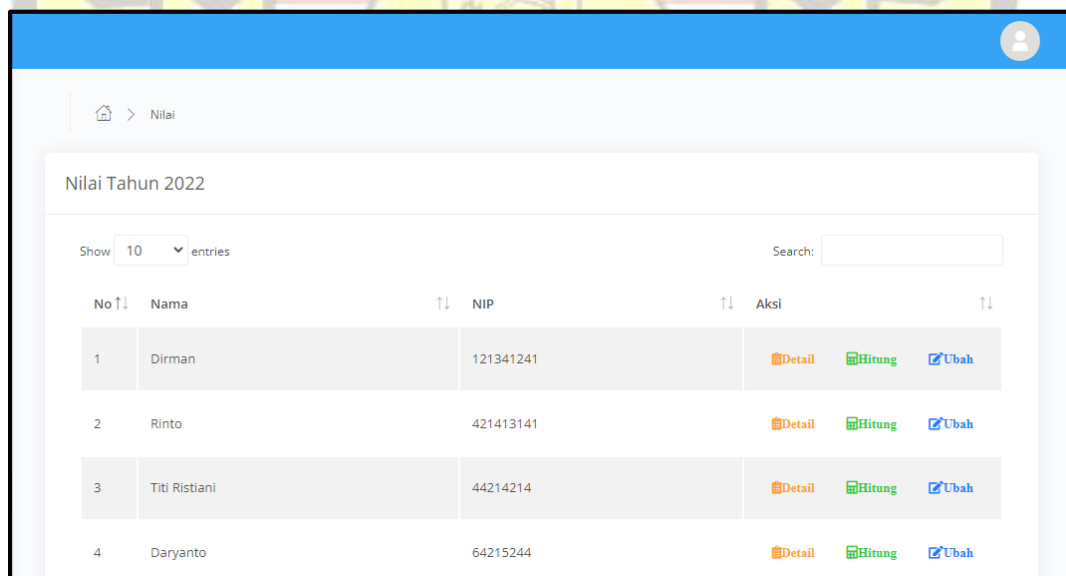 > Nilai
Nilai Tahun 2022
Show 10 entries Search:
No Nama NIP Aksi
1 Dirman 121341241 Detail Hitung Ubah
2 Rinto 421413141 Detail Hitung Ubah
3 Titi Ristiani 44214214 Detail Hitung Ubah
4 Daryanto 64215244 Detail Hitung Ubah